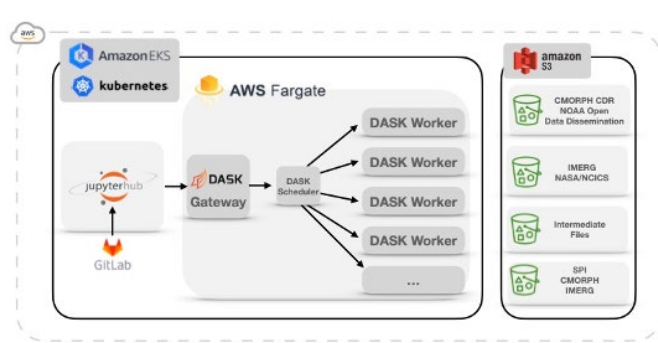 aws
Amazon EKS
kubernetes
AWS Fargate
jupyterhub
GitLab
DASK
Gateway
DASK
Scheduler
DASK Worker
DASK Worker
DASK Worker
DASK Worker
...
amazon
S3
CMORPH CDR
NOAA Open
Data Dissemination
IMERG
NASA/NCICS
Intermediate
Files
SPI
CMORPH
IMERG